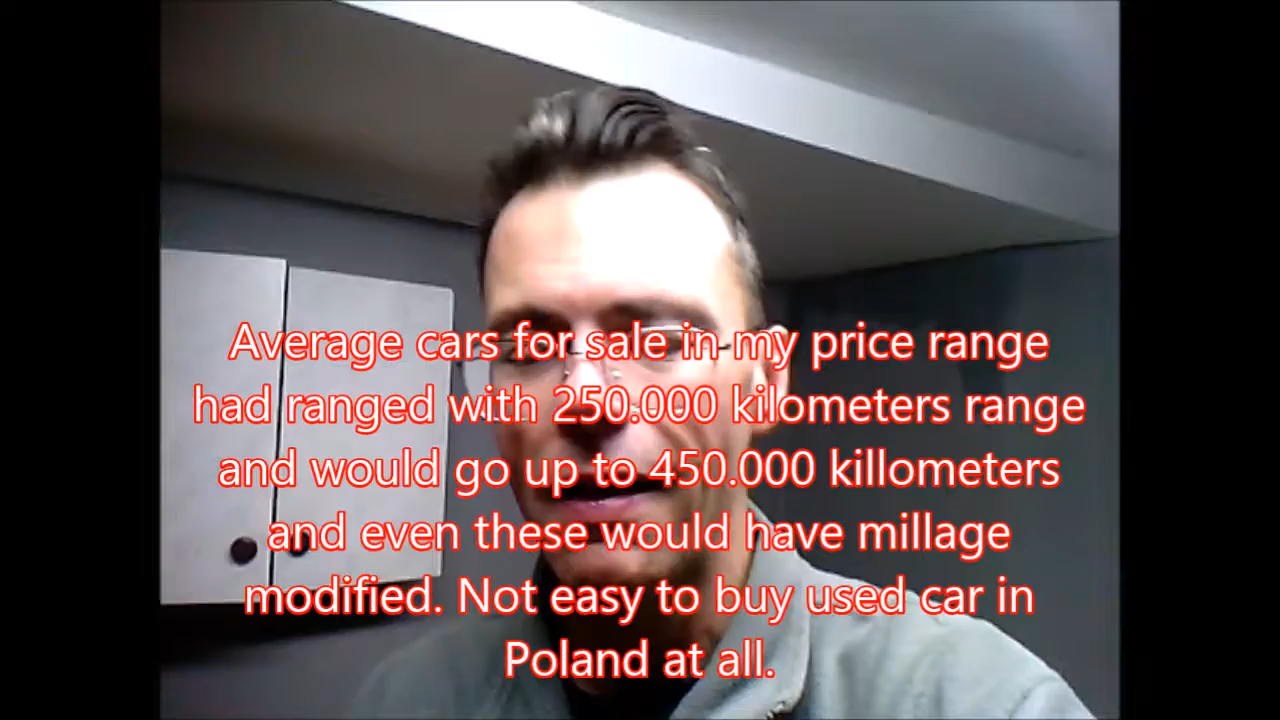 Average cars for sale in my price range
had ranged with 250.000 kilometers range
and would go up to 450.000 killometers
and even these would have millage
modified. Not easy to buy used car in
Poland at all.